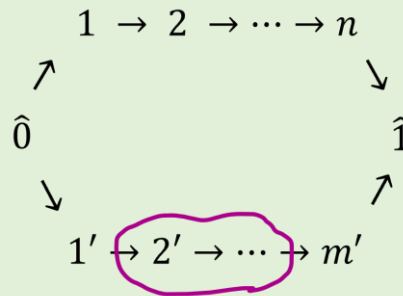 1 → 2 → ⋯ → n
↗ ↘
0̂ 1̂
↘ ↗
1′ → 2′ → ⋯ → m′